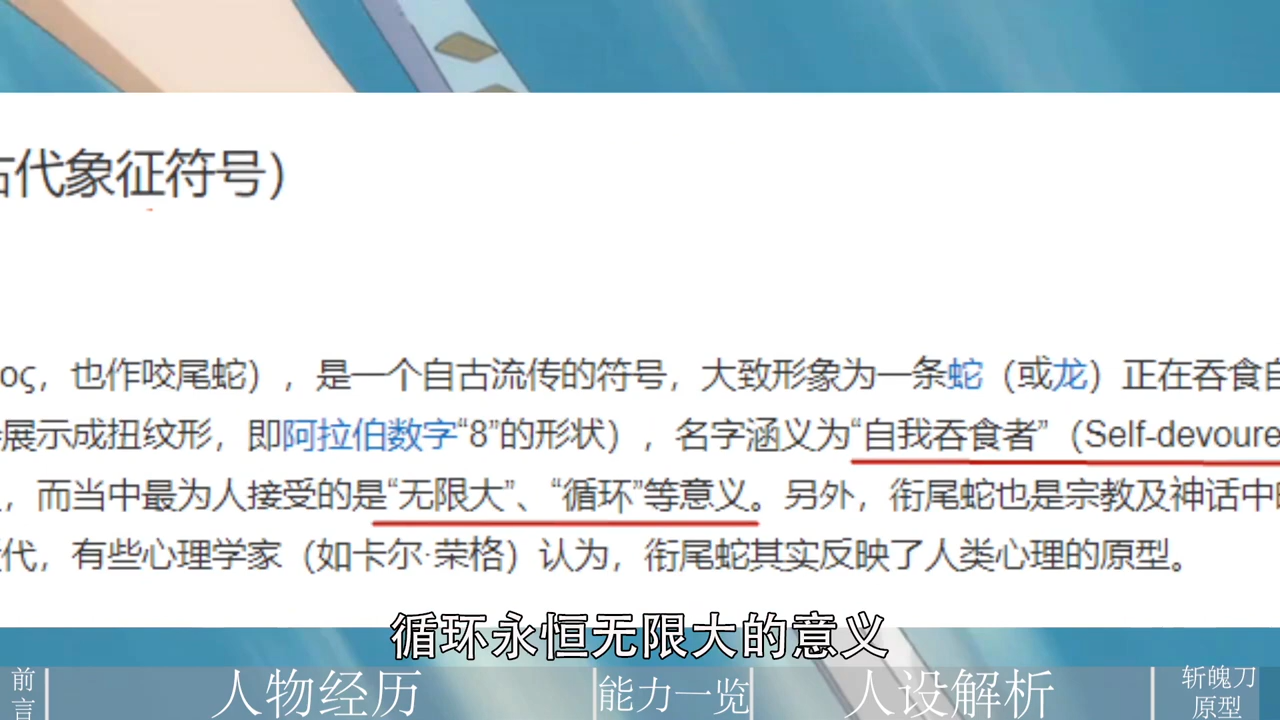 古代象征符号）
ος，也作咬尾蛇），是一个自古流传的符号，大致形象为一条蛇（或龙）正在吞食自
展示成扭纹形，即阿拉伯数字“8”的形状），名字涵义为“自我吞食者”（Self-devoure
，而当中最为人接受的是“无限大”、“循环”等意义。另外，衔尾蛇也是宗教及神话中
代，有些心理学家（如卡尔·荣格）认为，衔尾蛇其实反映了人类心理的原型。
循环永恒无限大的意义
前言
人物经历
能力一览
人设解析
斩魄刀
原型